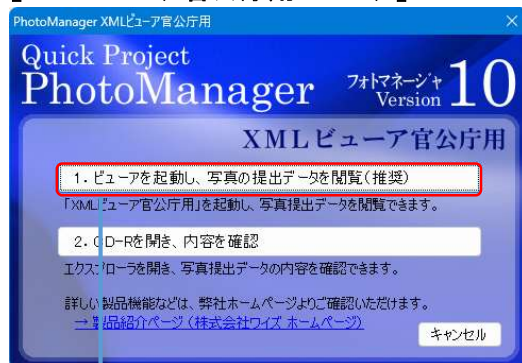 PhotoManager XMLビューア官公庁用
Quick Project
PhotoManager フォトマネージャ Version 10
XMLビューア官公庁用
1.ビューアを起動し、写真の提出データを閲覧(推奨)
「XMLビューア官公庁用」を起動し、写真提出データを閲覧できます。
2.CD-Rを開き、内容を確認
エクスプローラを開き、写真提出データの内容を確認できます。
詳しい製品機能などは、弊社ホームページよりご確認いただけます。
→ 製品紹介ページ(株式会社ワイズ ホームページ)
キャンセル